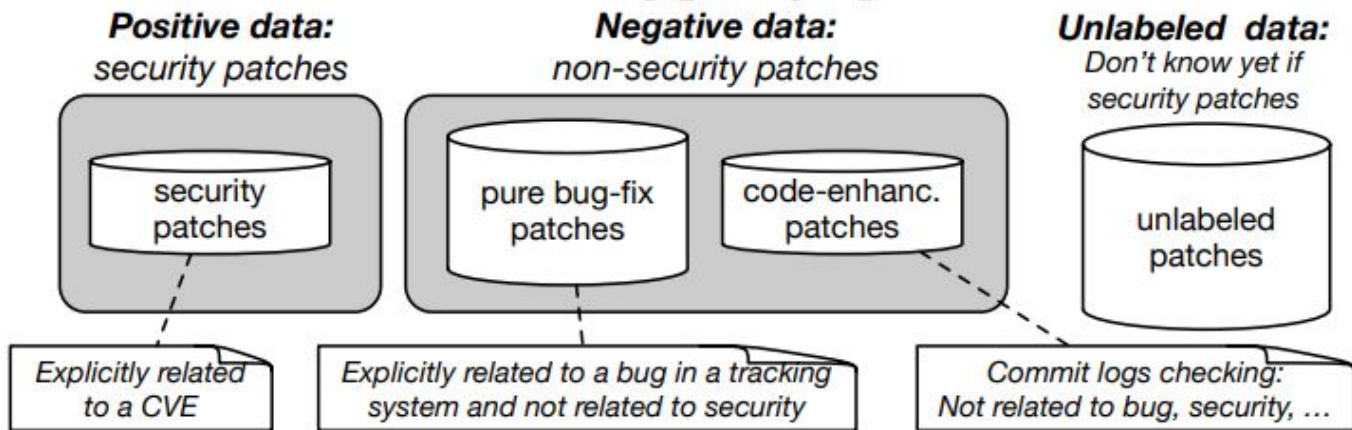 Positive data:
security patches
Negative data:
non-security patches
Unlabeled data:
Don't know yet if
security patches
security
patches
pure bug-fix
patches
code-enhanc.
patches
unlabeled
patches
Explicitly related
to a CVE
Explicitly related to a bug in a tracking
system and not related to security
Commit logs checking:
Not related to bug, security, ...